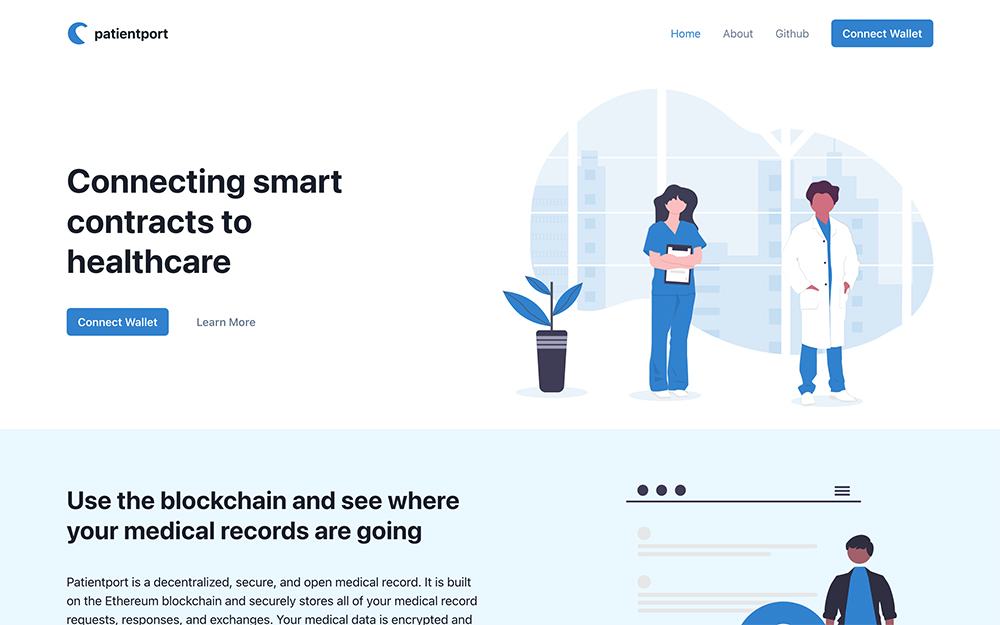 patientport
Home About Github Connect Wallet
Connecting smart
contracts to
healthcare
Connect Wallet Learn More
Use the blockchain and see where
your medical records are going
Patientport is a decentralized, secure, and open medical record. It is built
on the Ethereum blockchain and securely stores all of your medical record
requests, responses, and exchanges. Your medical data is encrypted and